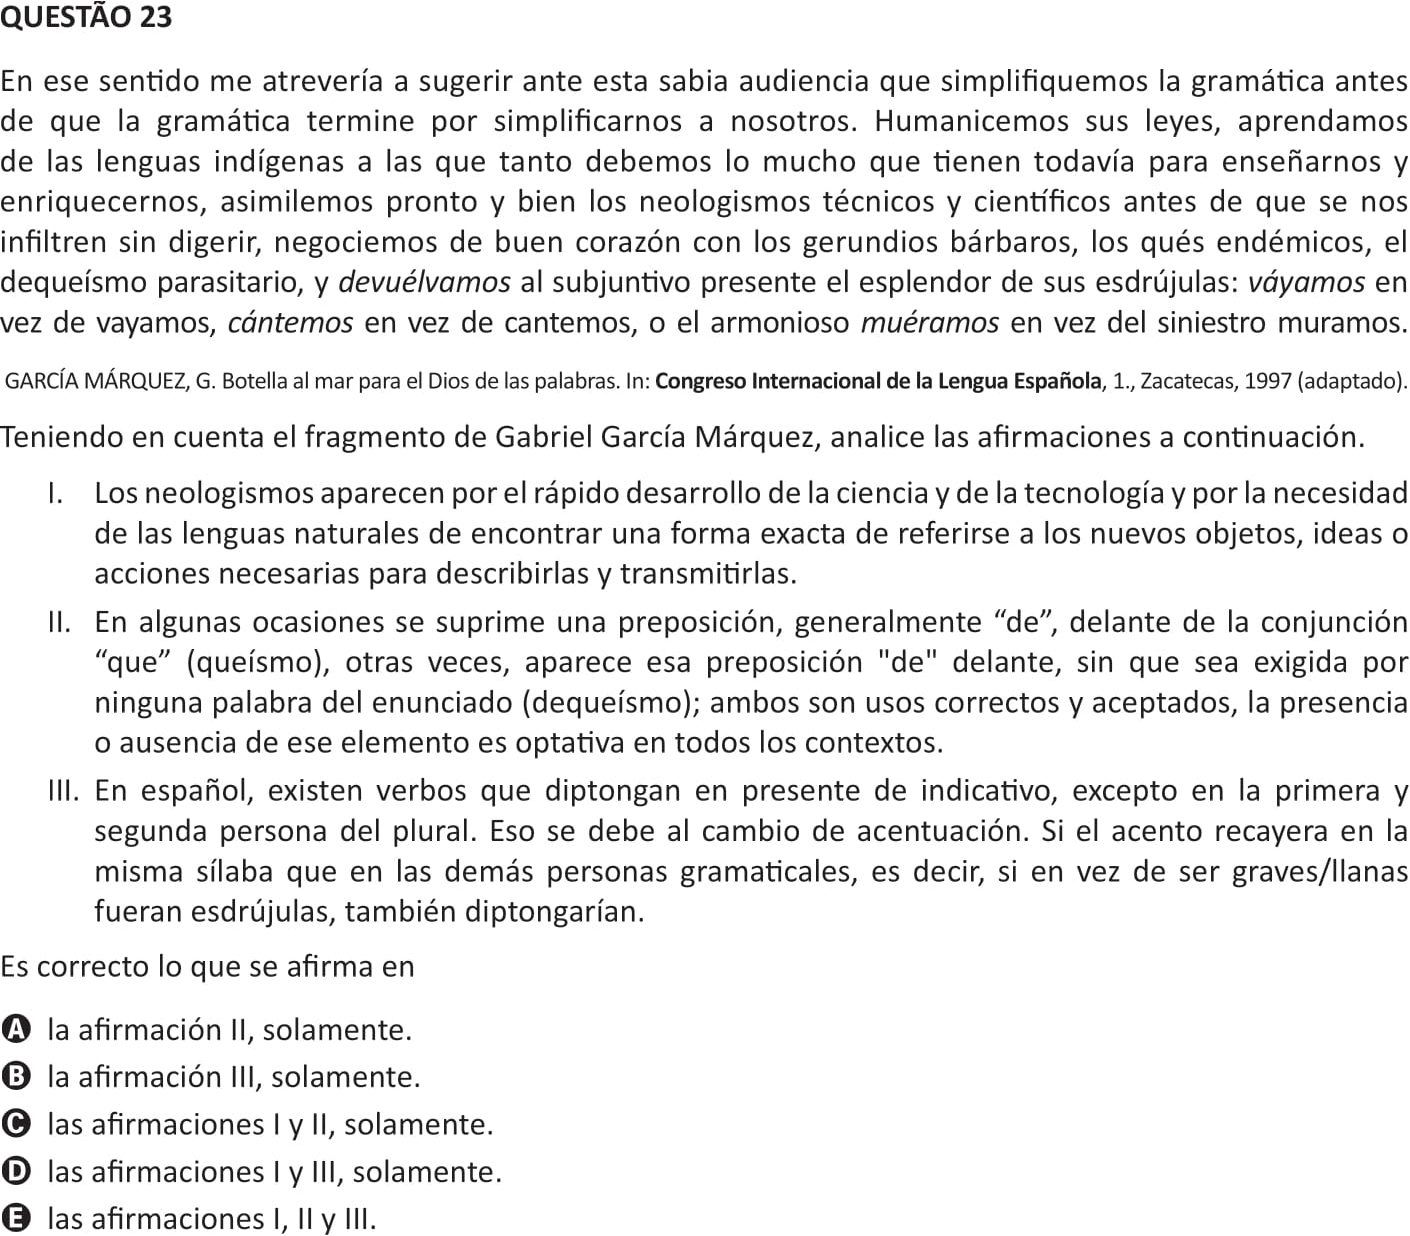 QUESTÃO 23
En ese sentido me atrevería a sugerir ante esta sabia audiencia que simplifiquemos la gramática antes
de que la gramática termine por simplificarnos a nosotros. Humanicemos sus leyes, aprendamos
de las lenguas indígenas a las que tanto debemos lo mucho que tienen todavía para enseñarnos y
enriquecernos, asimilemos pronto y bien los neologismos técnicos y científicos antes de que se nos
infiltren sin digerir, negociemos de buen corazón con los gerundios bárbaros, los qués endémicos, el
dequeísmo parasitario, y devuélvamos al subjuntivo presente el esplendor de sus esdrújulas: váyamos en
vez de vayamos, cántemos en vez de cantemos, o el armonioso muéramos en vez del siniestro muramos.
GARCÍA MÁRQUEZ, G. Botella al mar para el Dios de las palabras. In: Congreso Internacional de la Lengua Española, 1., Zacatecas, 1997 (adaptado).
Teniendo en cuenta el fragmento de Gabriel García Márquez, analice las afirmaciones a continuación.
I. Los neologismos aparecen por el rápido desarrollo de la ciencia y de la tecnología y por la necesidad
de las lenguas naturales de encontrar una forma exacta de referirse a los nuevos objetos, ideas o
acciones necesarias para describirlas y transmitirlas.
II. En algunas ocasiones se suprime una preposición, generalmente “de”, delante de la conjunción
“que” (queísmo), otras veces, aparece esa preposición "de" delante, sin que sea exigida por
ninguna palabra del enunciado (dequeísmo); ambos son usos correctos y aceptados, la presencia
o ausencia de ese elemento es optativa en todos los contextos.
III. En español, existen verbos que diptongan en presente de indicativo, excepto en la primera y
segunda persona del plural. Eso se debe al cambio de acentuación. Si el acento recayera en la
misma sílaba que en las demás personas gramaticales, es decir, si en vez de ser graves/llanas
fueran esdrújulas, también diptongarían.
Es correcto lo que se afirma en
A la afirmación II, solamente.
B la afirmación III, solamente.
C las afirmaciones I y II, solamente.
D las afirmaciones I y III, solamente.
E las afirmaciones I, II y III.